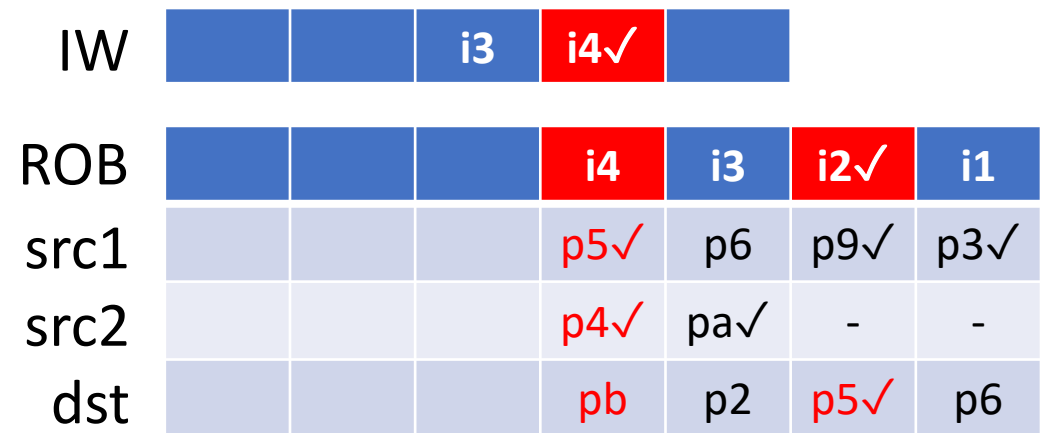 IW i3 i4✓
ROB i4 i3 i2✓ i1
src1 p5✓ p6 p9✓ p3✓
src2 p4✓ pa✓ - -
dst pb p2 p5✓ p6